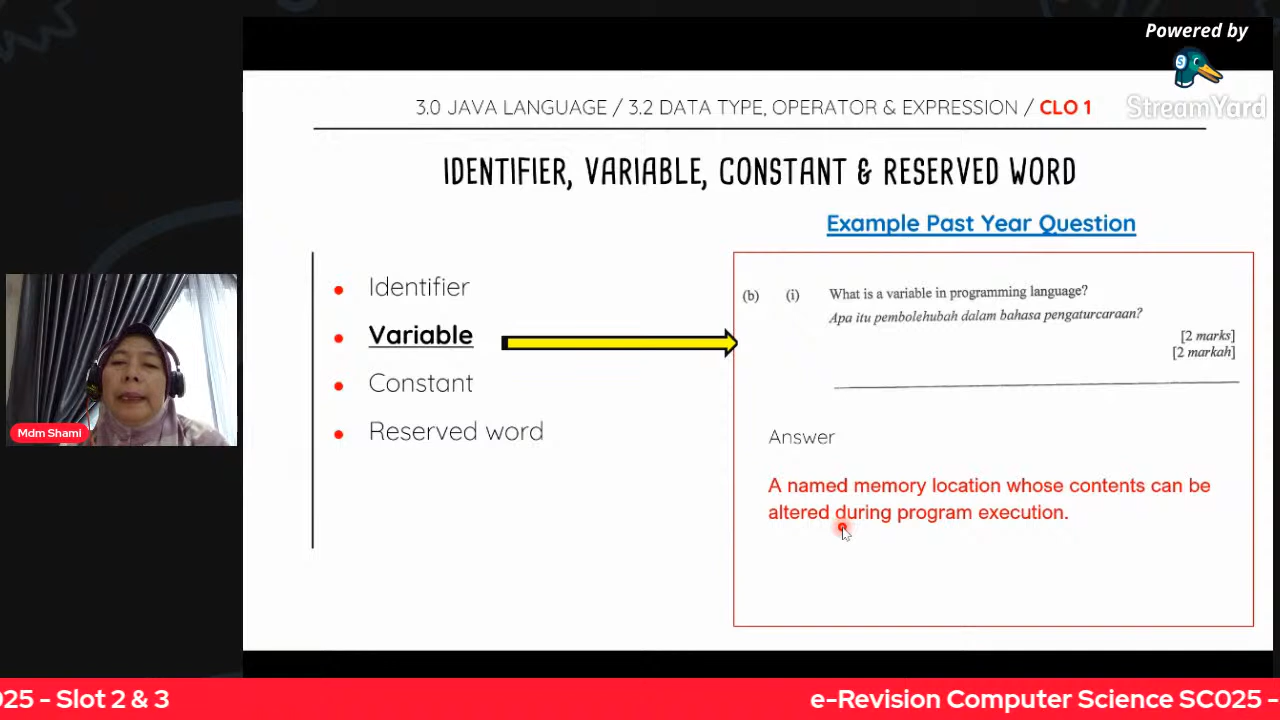 Powered by
StreamYard
3.0 JAVA LANGUAGE / 3.2 DATA TYPE, OPERATOR & EXPRESSION / CLO 1
IDENTIFIER, VARIABLE, CONSTANT & RESERVED WORD
Example Past Year Question
• Identifier
• Variable
• Constant
• Reserved word
(b) (i) What is a variable in programming language?
Apa itu pembolehubah dalam bahasa pengaturcaraan?
[2 marks]
[2 markah]
Answer
A named memory location whose contents can be
altered during program execution.
Mdm Shami
025 - Slot 2 & 3
e-Revision Computer Science SC025 -